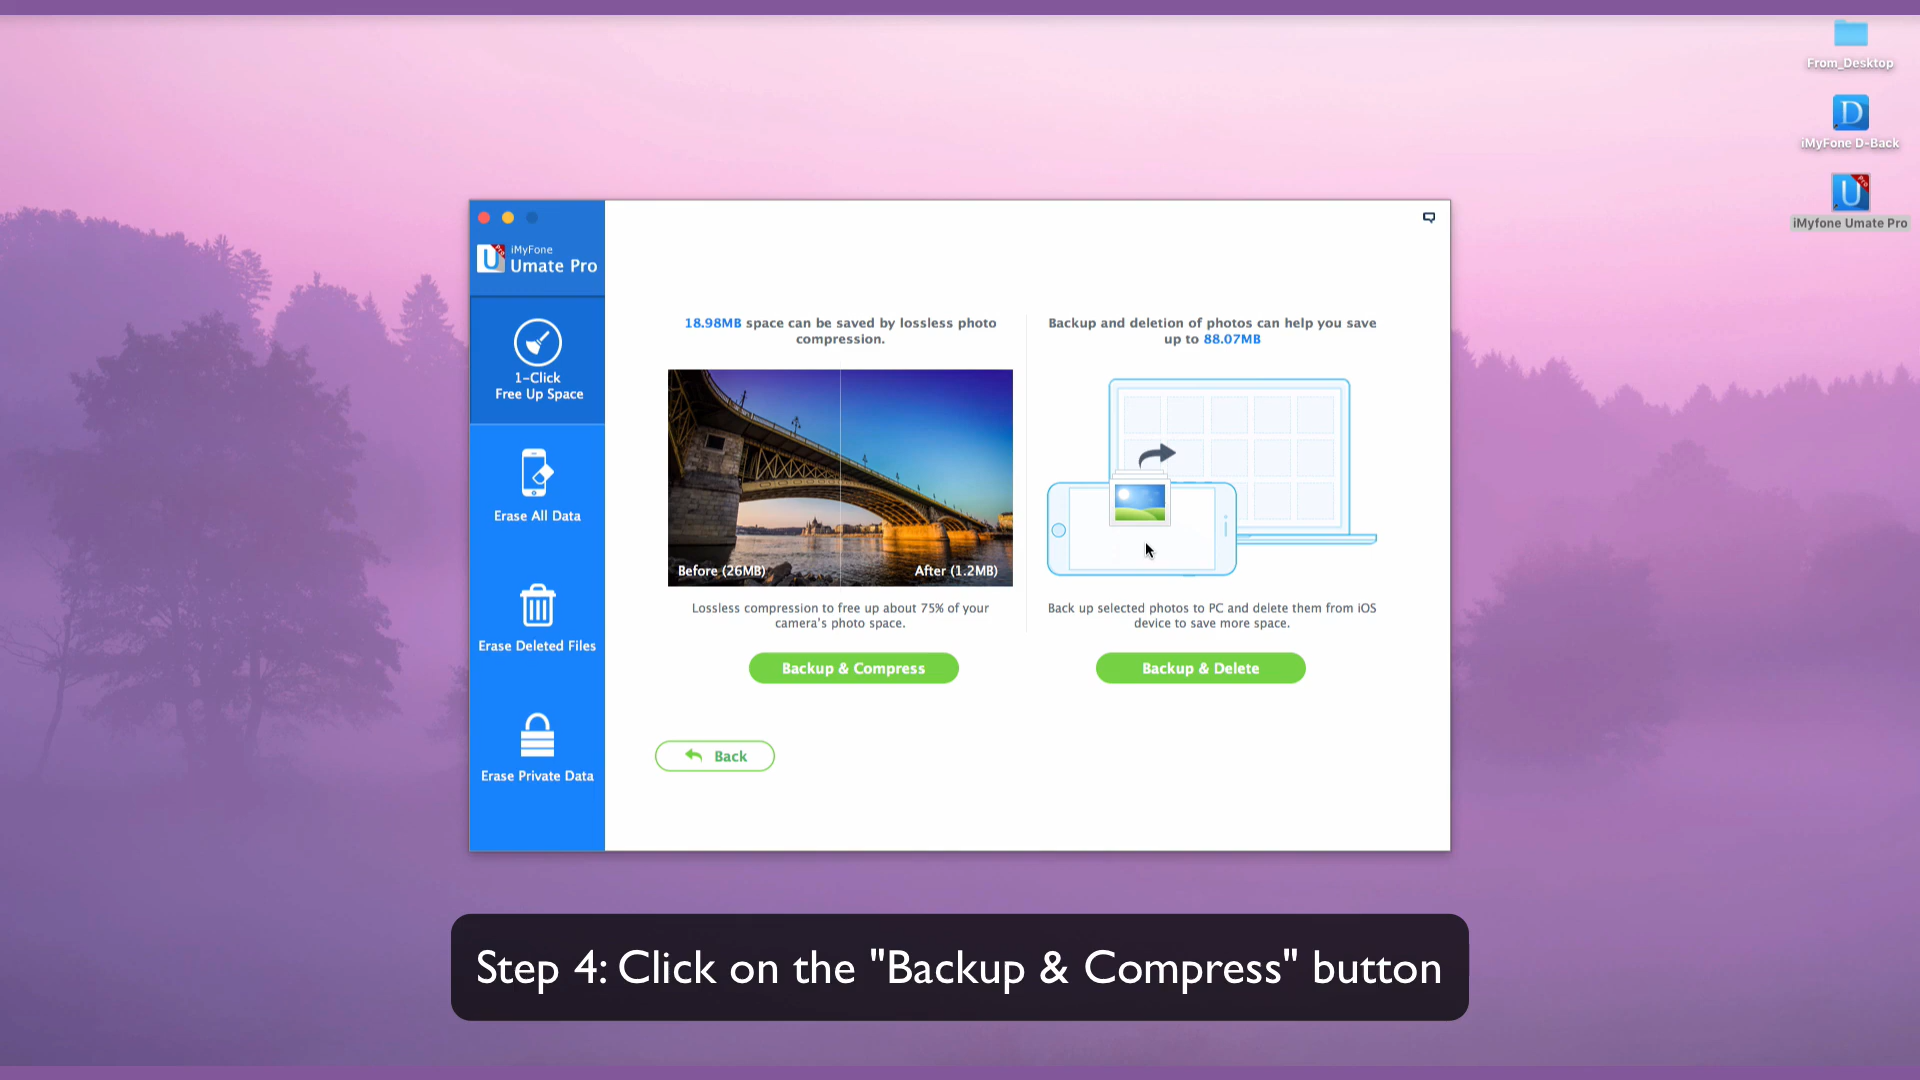 From_Desktop
iMyFone D-Back
iMyfone Umate Pro
iMyFone
Umate Pro
U
Pro
D
U
Pro
1-Click
Free Up Space
Erase All Data
Erase Deleted Files
Erase Private Data
18.98MB space can be saved by lossless photo
compression.
Before (26MB)
After (1.2MB)
Lossless compression to free up about 75% of your
camera's photo space.
Backup & Compress
Backup and deletion of photos can help you save
up to 88.07MB
Back up selected photos to PC and delete them from iOS
device to save more space.
Backup & Delete
Back
Step 4: Click on the "Backup & Compress" button